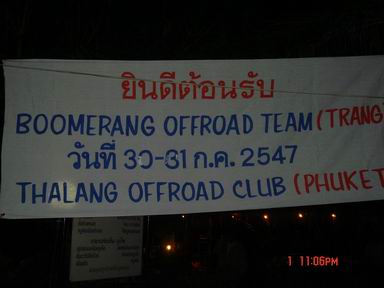 ยินดีต้อนรับ
BOOMERANG OFFROAD TEAM (TRANG
วันที่ 30-31 ก.ค. 2547
THALANG OFFROAD CLUB (PHUKET
1 11:06PM